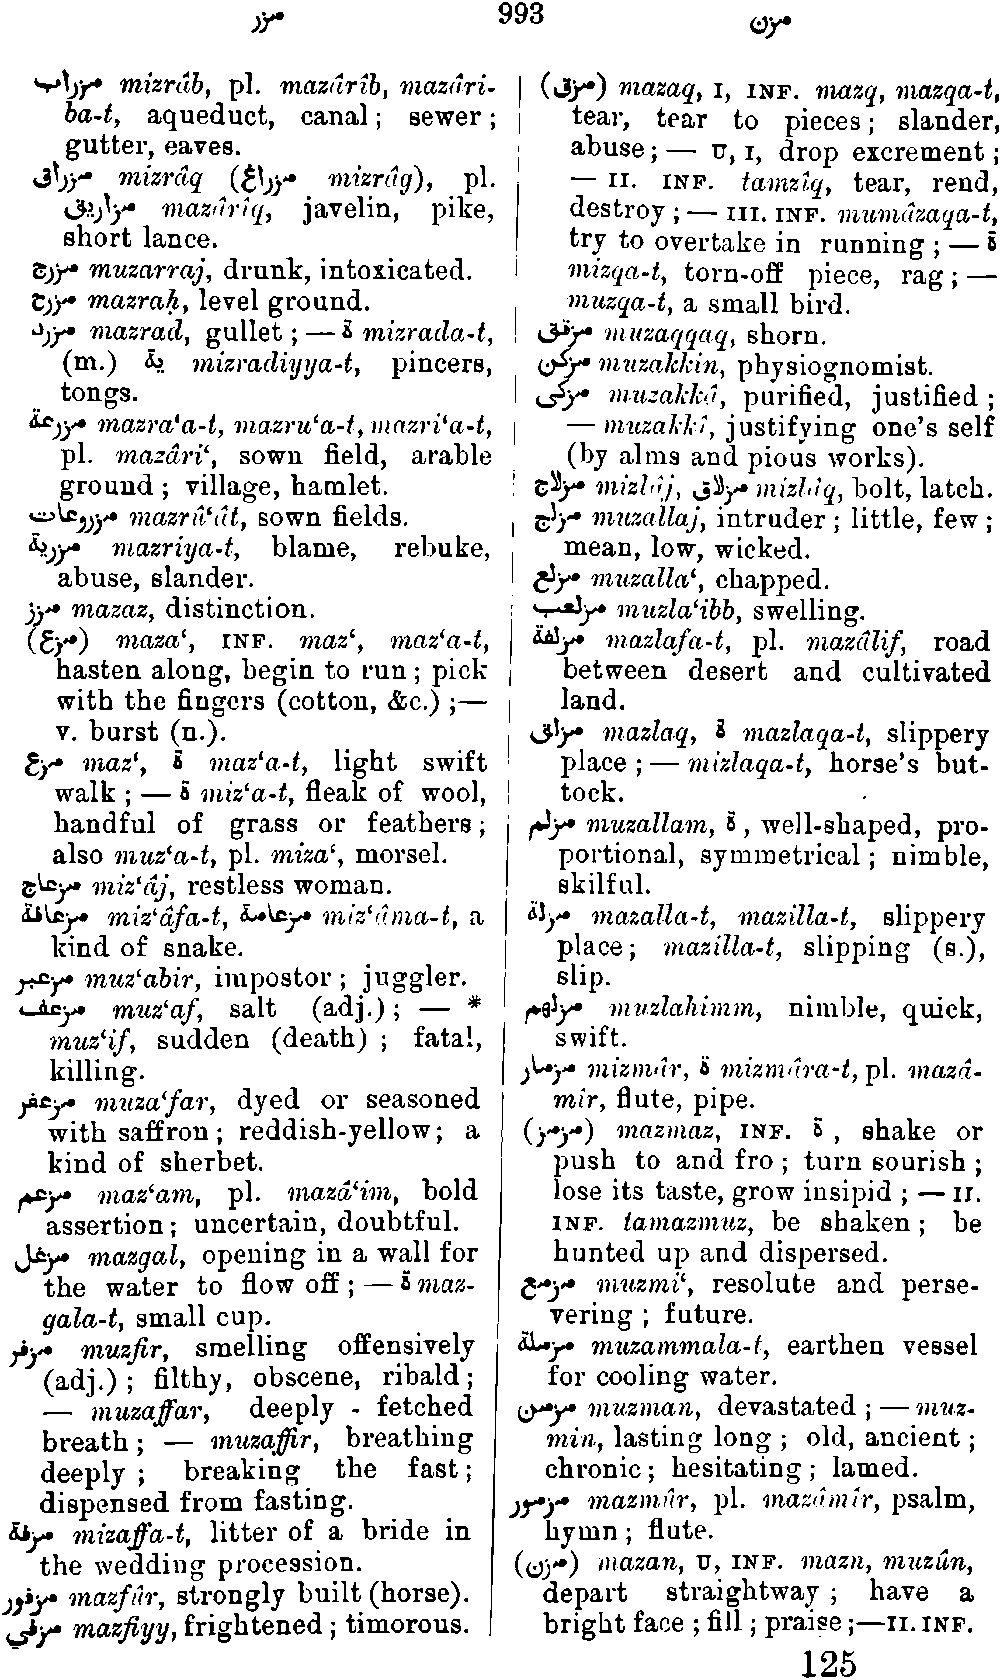 مزر 993 مزن
مزراب mizrâb, pl. mazârîb, mazâri-
ba-t, aqueduct, canal; sewer;
gutter, eaves.
مزراق mizrâq (مزراغ mizrâg), pl.
مزاريق mazârîq, javelin, pike,
short lance.
مزرج muzarraj, drunk, intoxicated.
مزرح mazraḥ, level ground.
مزرد mazrad, gullet; — ة mizrada-t,
(m.) ية mizradiyya-t, pincers,
tongs.
مزرعة mazra‘a-t, mazru‘a-t, mazri‘a-t,
pl. mazâri‘, sown field, arable
ground; village, hamlet.
مزروعات mazrû‘ât, sown fields.
مزرية mazriya-t, blame, rebuke,
abuse, slander.
مزز mazaz, distinction.
(مزع) maza‘, INF. maz‘, maz‘a-t,
hasten along, begin to run; pick
with the fingers (cotton, &c.);—
v. burst (n.).
مزع maz‘, ة maz‘a-t, light swift
walk; — ة miz‘a-t, fleak of wool,
handful of grass or feathers;
also muz‘a-t, pl. miza‘, morsel.
مزعاج miz‘âj, restless woman.
مزعافة miz‘âfa-t, مزعامة miz‘âma-t, a
kind of snake.
مزعبر muz‘abir, impostor; juggler.
مزعف muz‘af, salt (adj.); — *
muz‘if, sudden (death); fatal,
killing.
مزعفر muza‘far, dyed or seasoned
with saffron; reddish-yellow; a
kind of sherbet.
مزعم maz‘am, pl. mazâ‘im, bold
assertion; uncertain, doubtful.
مزغل mazgal, opening in a wall for
the water to flow off; — ة maz-
gala-t, small cup.
مزفر muzfir, smelling offensively
(adj.); filthy, obscene, ribald;
— muzaffar, deeply - fetched
breath; — muzaffir, breathing
deeply; breaking the fast;
dispensed from fasting.
مزفة mizaffa-t, litter of a bride in
the wedding procession.
مزفور mazfûr, strongly built (horse).
مزفي mazfiyy, frightened; timorous.
(مزق) mazaq, I, INF. mazq, mazqa-t,
tear, tear to pieces; slander,
abuse; — U, I, drop excrement;
— II. INF. tamzîq, tear, rend,
destroy; — III. INF. mumâzaqa-t,
try to overtake in running; — ة
mizqa-t, torn-off piece, rag; —
muzqa-t, a small bird.
مزقق muzaqqaq, shorn.
مزكن muzakkin, physiognomist.
مزكى muzakkâ, purified, justified;
— muzakkî, justifying one's self
(by alms and pious works).
مزلاج mizlâj, مزلاق mizlâq, bolt, latch.
مزلج muzallaj, intruder; little, few;
mean, low, wicked.
مزلع muzalla‘, chapped.
مزلعب muzla‘ibb, swelling.
مزلفة mazlafa-t, pl. mazâlif, road
between desert and cultivated
land.
مزلق mazlaq, ة mazlaqa-t, slippery
place; — mizlaqa-t, horse's but-
tock.
مزلم muzallam, ة, well-shaped, pro-
portional, symmetrical; nimble,
skilful.
مزلة mazalla-t, mazilla-t, slippery
place; mazilla-t, slipping (s.),
slip.
مزلهم muzlahimm, nimble, quick,
swift.
مزمار mizmâr, ة mizmâra-t, pl. mazâ-
mîr, flute, pipe.
(مزمز) mazmaz, INF. ة, shake or
push to and fro; turn sourish;
lose its taste, grow insipid; — II.
INF. tamazmuz, be shaken; be
hunted up and dispersed.
مزمع muzmi‘, resolute and perse-
vering; future.
مزملة muzammala-t, earthen vessel
for cooling water.
مزمن muzman, devastated; — muz-
min, lasting long; old, ancient;
chronic; hesitating; lamed.
مزمور mazmûr, pl. mazâmîr, psalm,
hymn; flute.
(مزن) mazan, U, INF. mazn, muzûn,
depart straightway; have a
bright face; fill; praise;—II. INF.
125